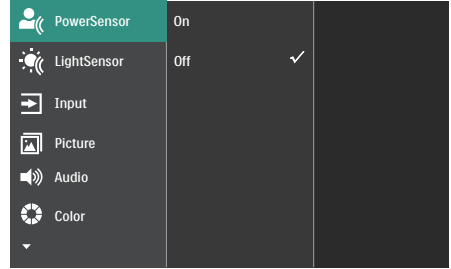 PowerSensor
On
LightSensor
Off
Input
Picture
Audio
Color